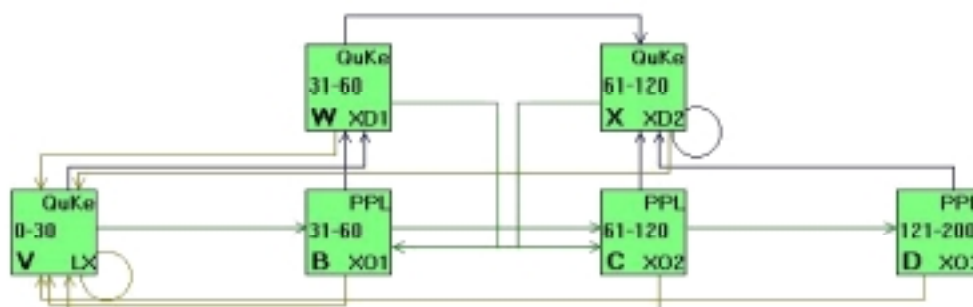 QuKe
31-60
W XD1
QuKe
61-120
X XD2
QuKe
0-30
V LX
PPL
31-60
B XO1
PPL
61-120
C XO2
PPL
121-200
D